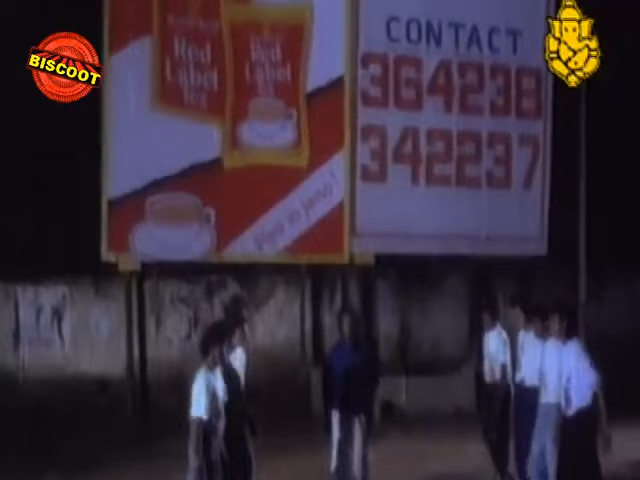 BISCOOT
Red
Label
Red
Label
CONTACT
364238
342237